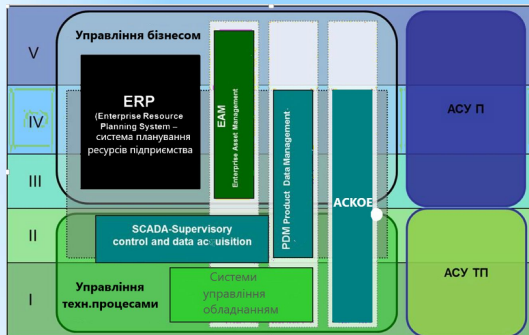 V
IV
III
II
I
Управління бізнесом
ERP
(Enterprise Resource
Planning System –
система планування
ресурсів підприємства
EAM
Enterprise Asset Management
PDM Product Data Management
АСКОЕ
SCADA-Supervisory
control and data acquisition
Системи
управління
обладнанням
Управління
техн.процесами
АСУ П
АСУ ТП